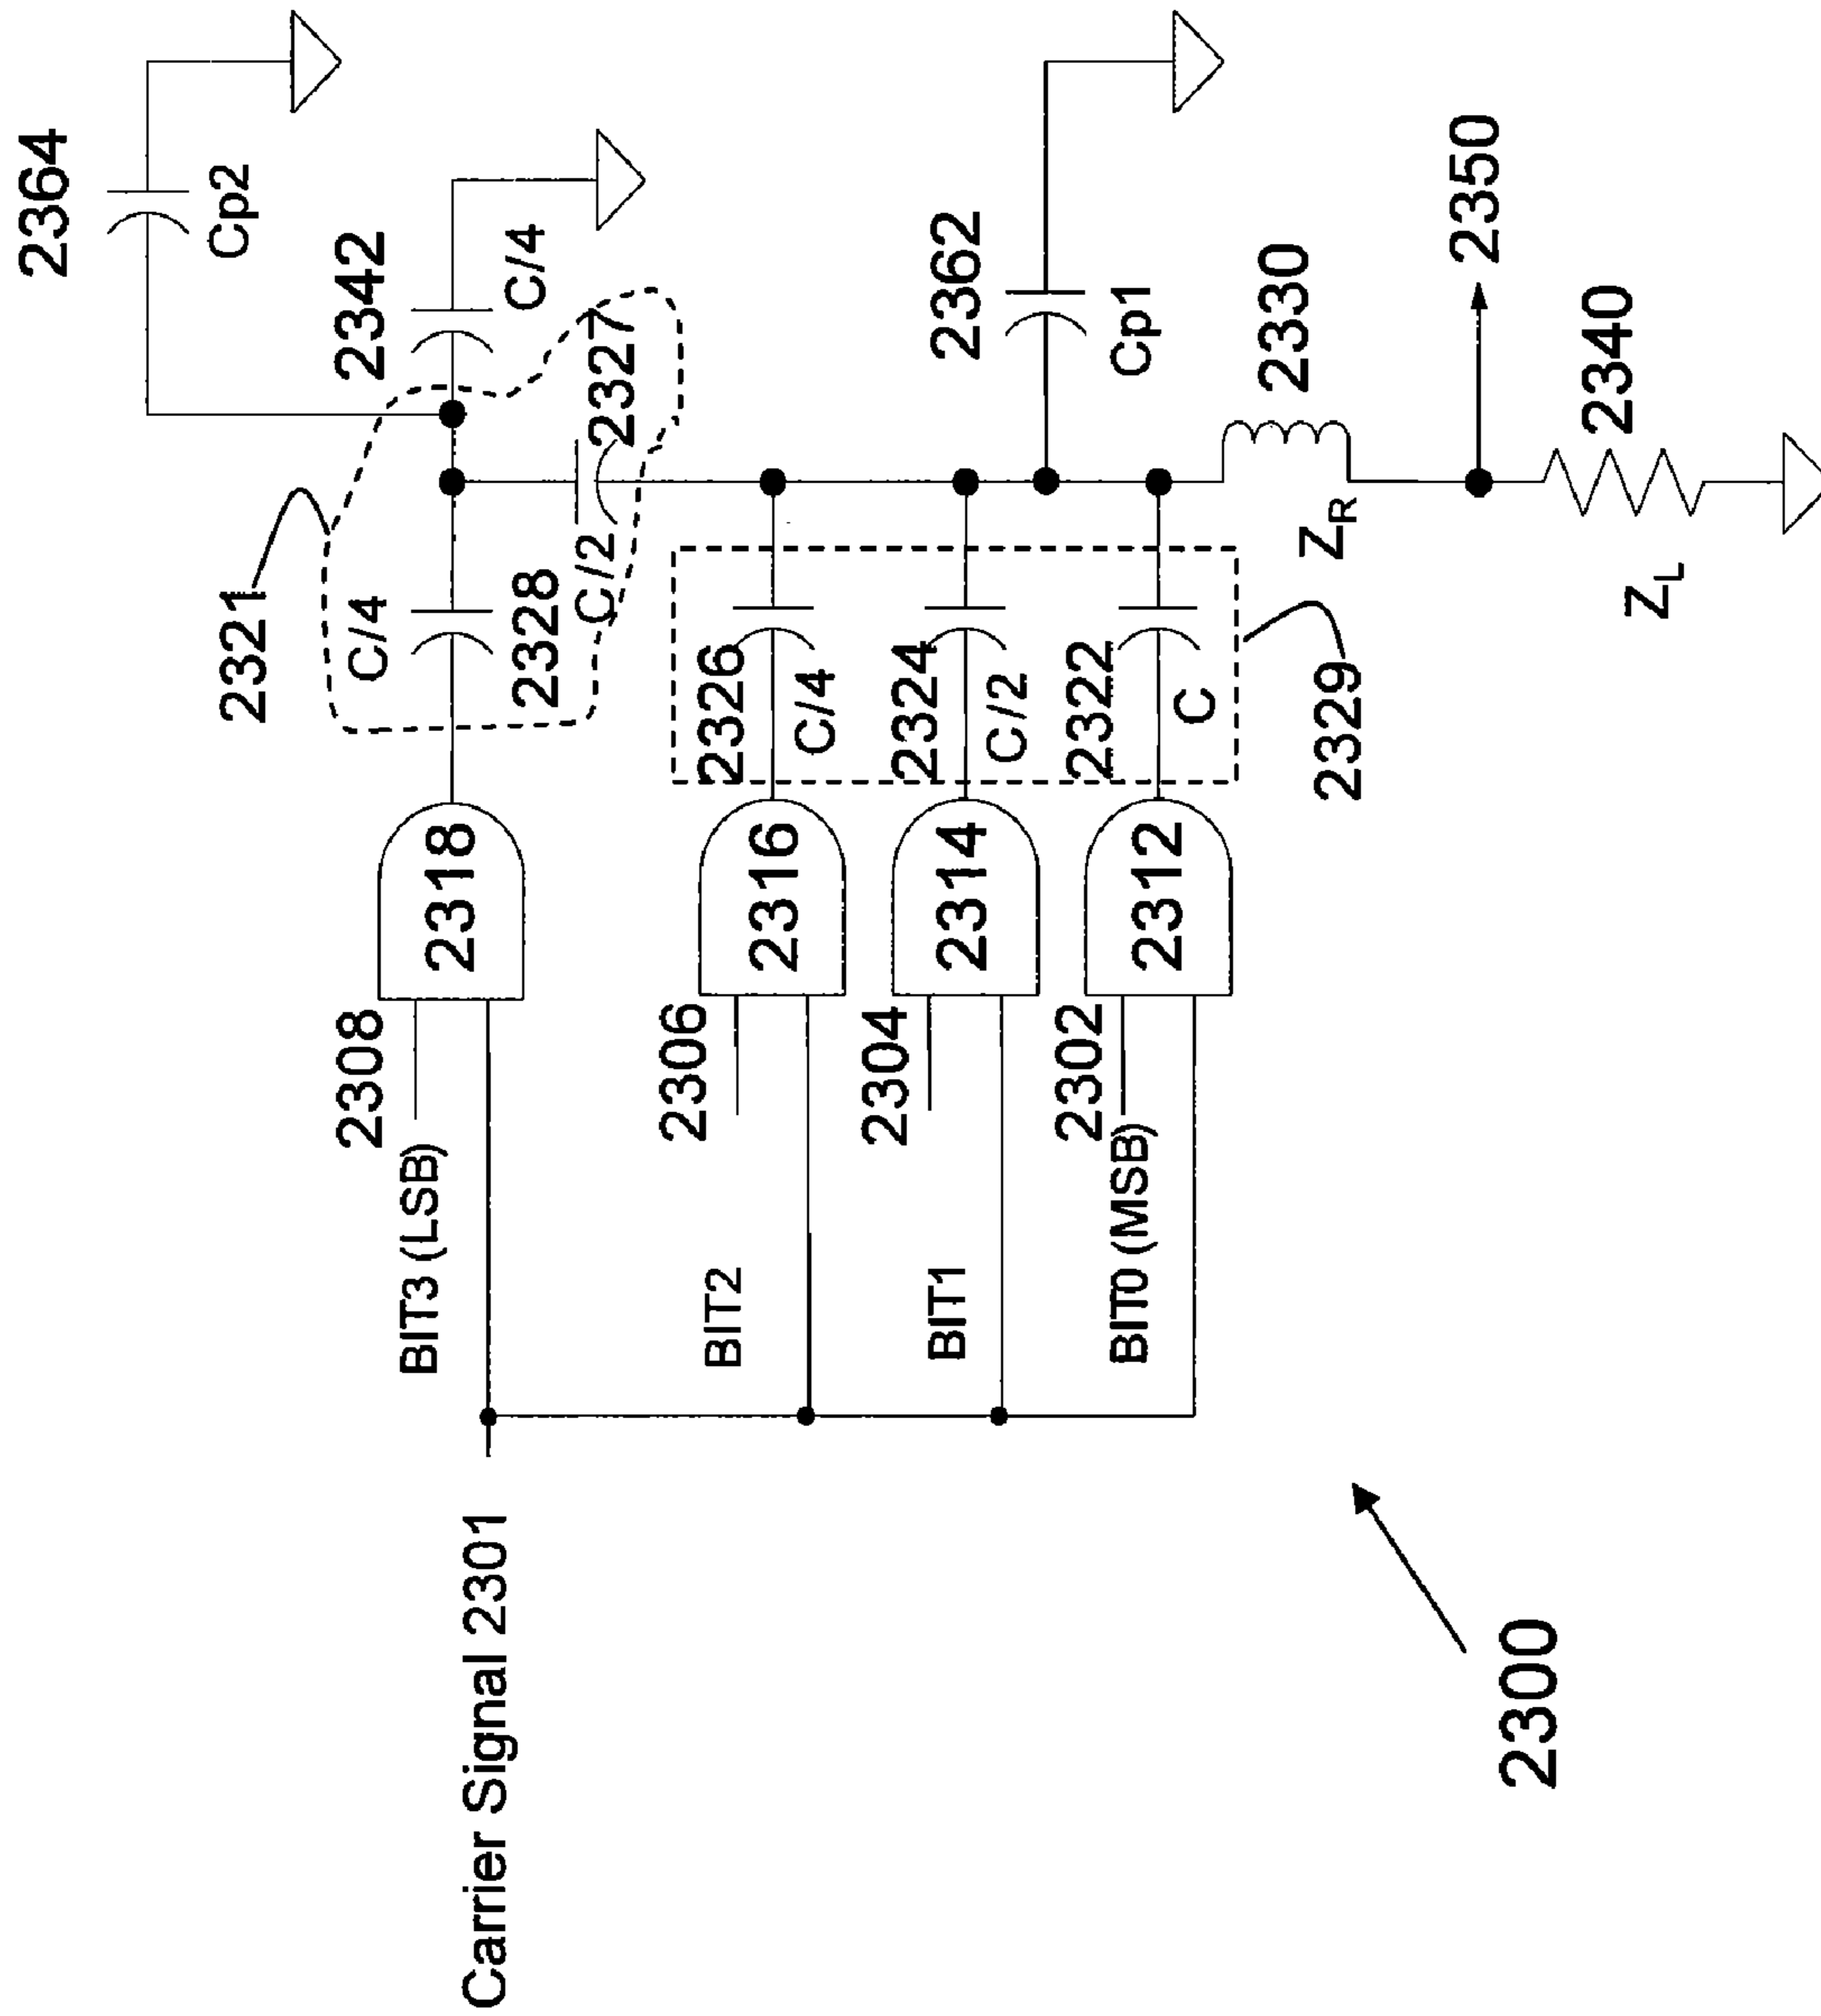 2364
Cp2
2342
C/4
2321
C/4
2328
C/2
2327
2362
Cp1
2318
2308
BIT3 (LSB)
2326
C/4
2316
2306
BIT2
2324
C/2
2314
2304
BIT1
2322
C
2312
2302
BIT0 (MSB)
2329
2330
ZR
2350
2340
ZL
Carrier Signal 2301
2300